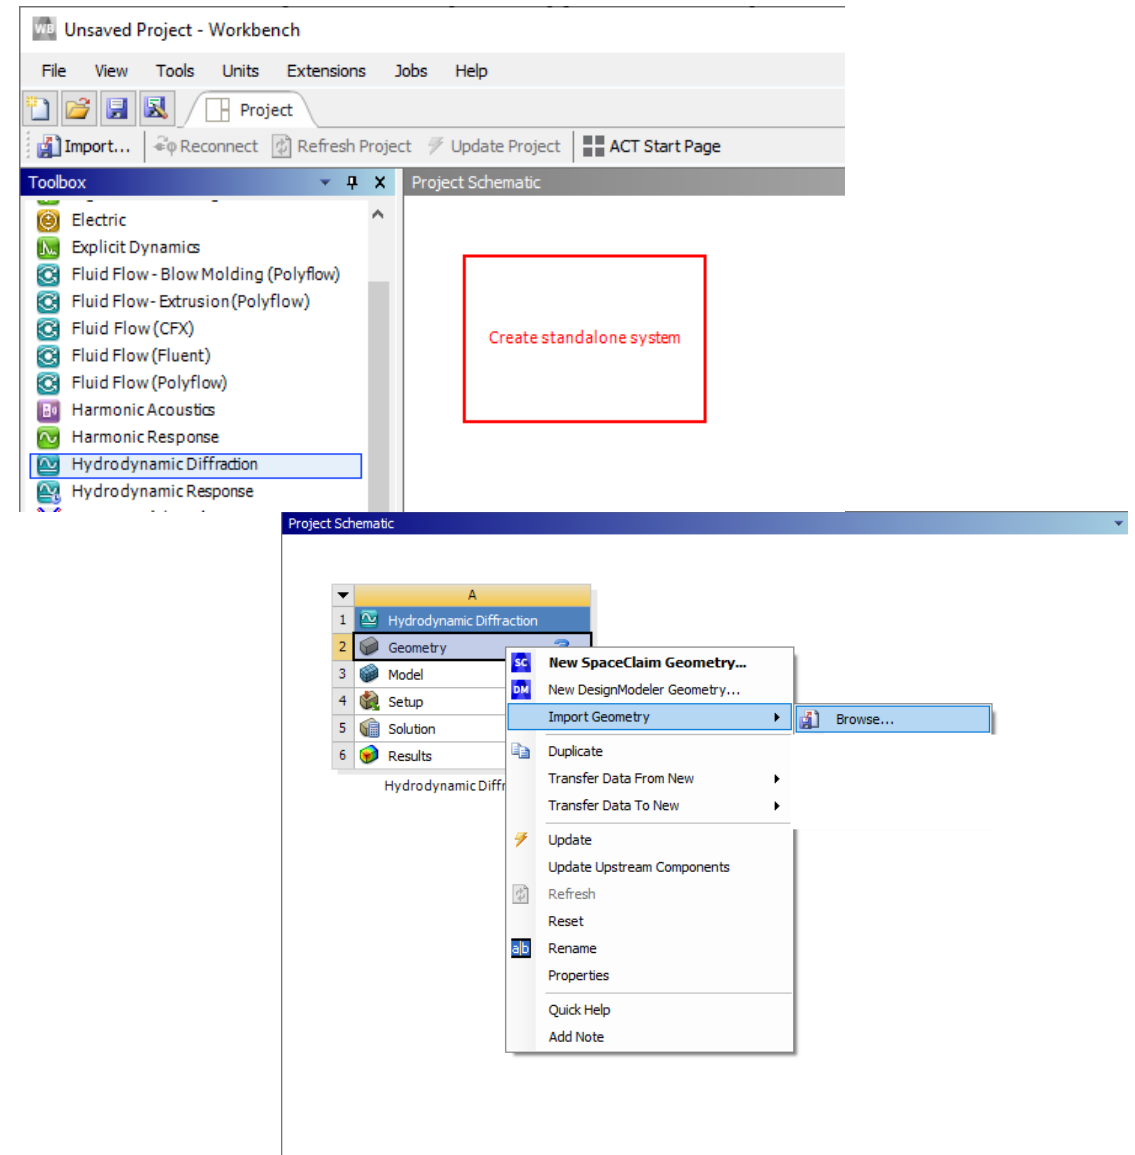 WB Unsaved Project - Workbench
File View Tools Units Extensions Jobs Help
Project
Import... Reconnect Refresh Project Update Project ACT Start Page
Toolbox
Project Schematic
Electric
Explicit Dynamics
Fluid Flow - Blow Molding (Polyflow)
Fluid Flow- Extrusion (Polyflow)
Fluid Flow (CFX)
Fluid Flow (Fluent)
Fluid Flow (Polyflow)
Harmonic Acoustics
Harmonic Response
Hydrodynamic Diffraction
Hydrodynamic Response
Create standalone system
Project Schematic
A
1 Hydrodynamic Diffraction
2 Geometry
3 Model
4 Setup
5 Solution
6 Results
Hydrodynamic Diffr
SC New SpaceClaim Geometry...
DM New DesignModeler Geometry...
Import Geometry
Browse...
Duplicate
Transfer Data From New
Transfer Data To New
Update
Update Upstream Components
Refresh
Reset
a|b Rename
Properties
Quick Help
Add Note